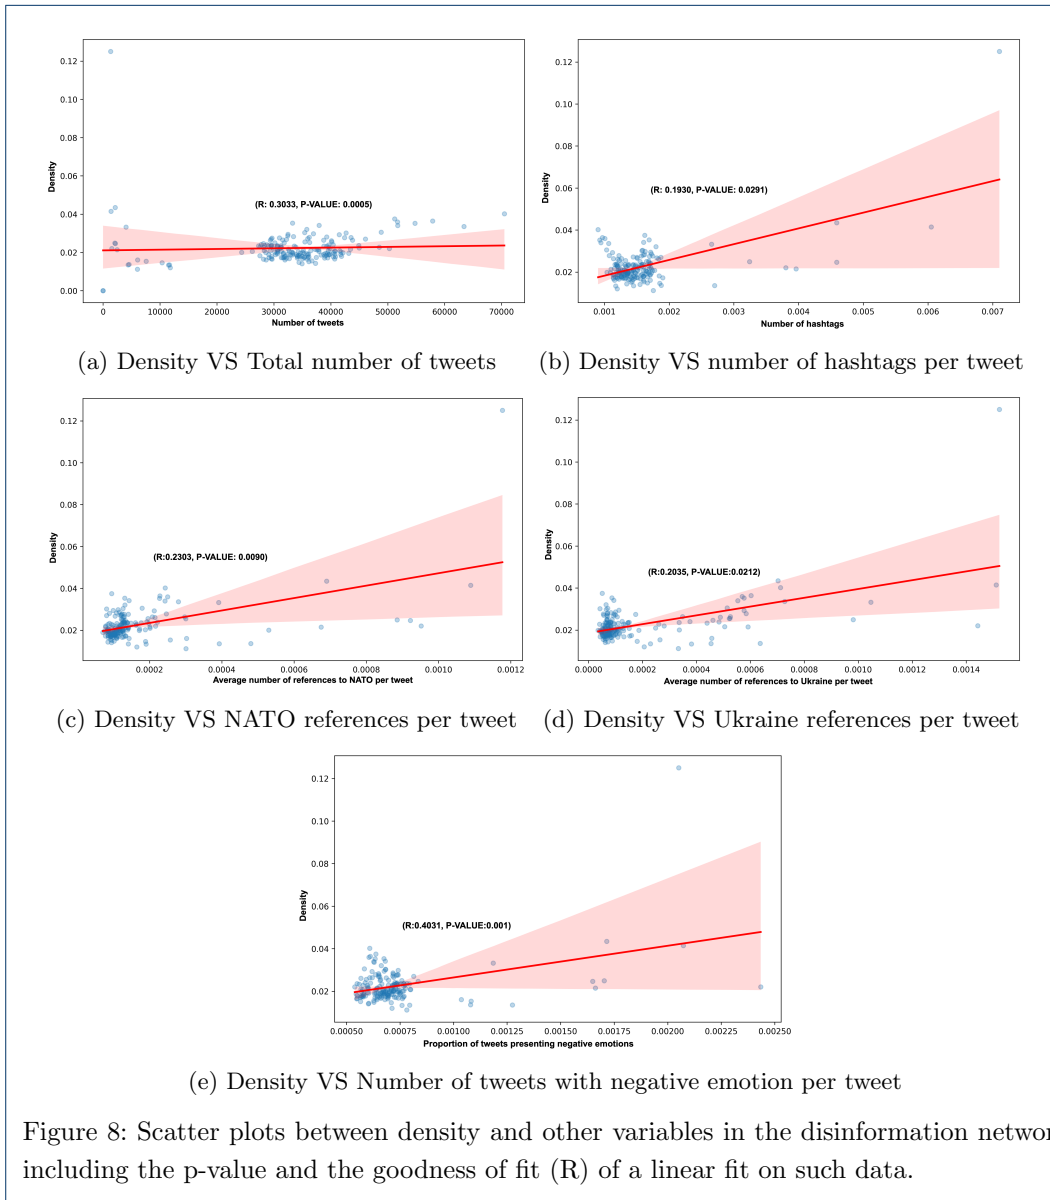 0.12
0.10
0.08
0.06
0.04
0.02
0.00
Density
(R: 0.3033, P-VALUE: 0.0005)
0 10000 20000 30000 40000 50000 60000 70000
Number of tweets
0.12
0.10
0.08
0.06
0.04
0.02
Density
(R: 0.1930, P-VALUE: 0.0291)
0.001 0.002 0.003 0.004 0.005 0.006 0.007
Number of hashtags
(a) Density VS Total number of tweets
(b) Density VS number of hashtags per tweet
0.12
0.10
0.08
0.06
0.04
0.02
Density
(R:0.2303, P-VALUE: 0.0090)
0.0002 0.0004 0.0006 0.0008 0.0010 0.0012
Average number of references to NATO per tweet
0.12
0.10
0.08
0.06
0.04
0.02
Density
(R:0.2035, P-VALUE:0.0212)
0.0000 0.0002 0.0004 0.0006 0.0008 0.0010 0.0012 0.0014
Average number of references to Ukraine per tweet
(c) Density VS NATO references per tweet
(d) Density VS Ukraine references per tweet
0.12
0.10
0.08
0.06
0.04
0.02
Density
(R:0.4031, P-VALUE:0.001)
0.00050 0.00075 0.00100 0.00125 0.00150 0.00175 0.00200 0.00225 0.00250
Proportion of tweets presenting negative emotions
(e) Density VS Number of tweets with negative emotion per tweet
Figure 8: Scatter plots between density and other variables in the disinformation networ
including the p-value and the goodness of fit (R) of a linear fit on such data.